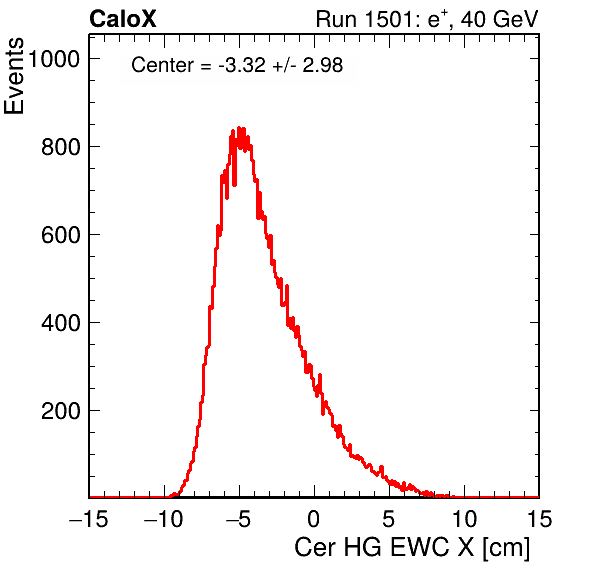 CaloX Run 1501: e⁺, 40 GeV
Center = -3.32 +/- 2.98
Events
1000
800
600
400
200
−15 −10 −5 0 5 10 15
Cer HG EWC X [cm]